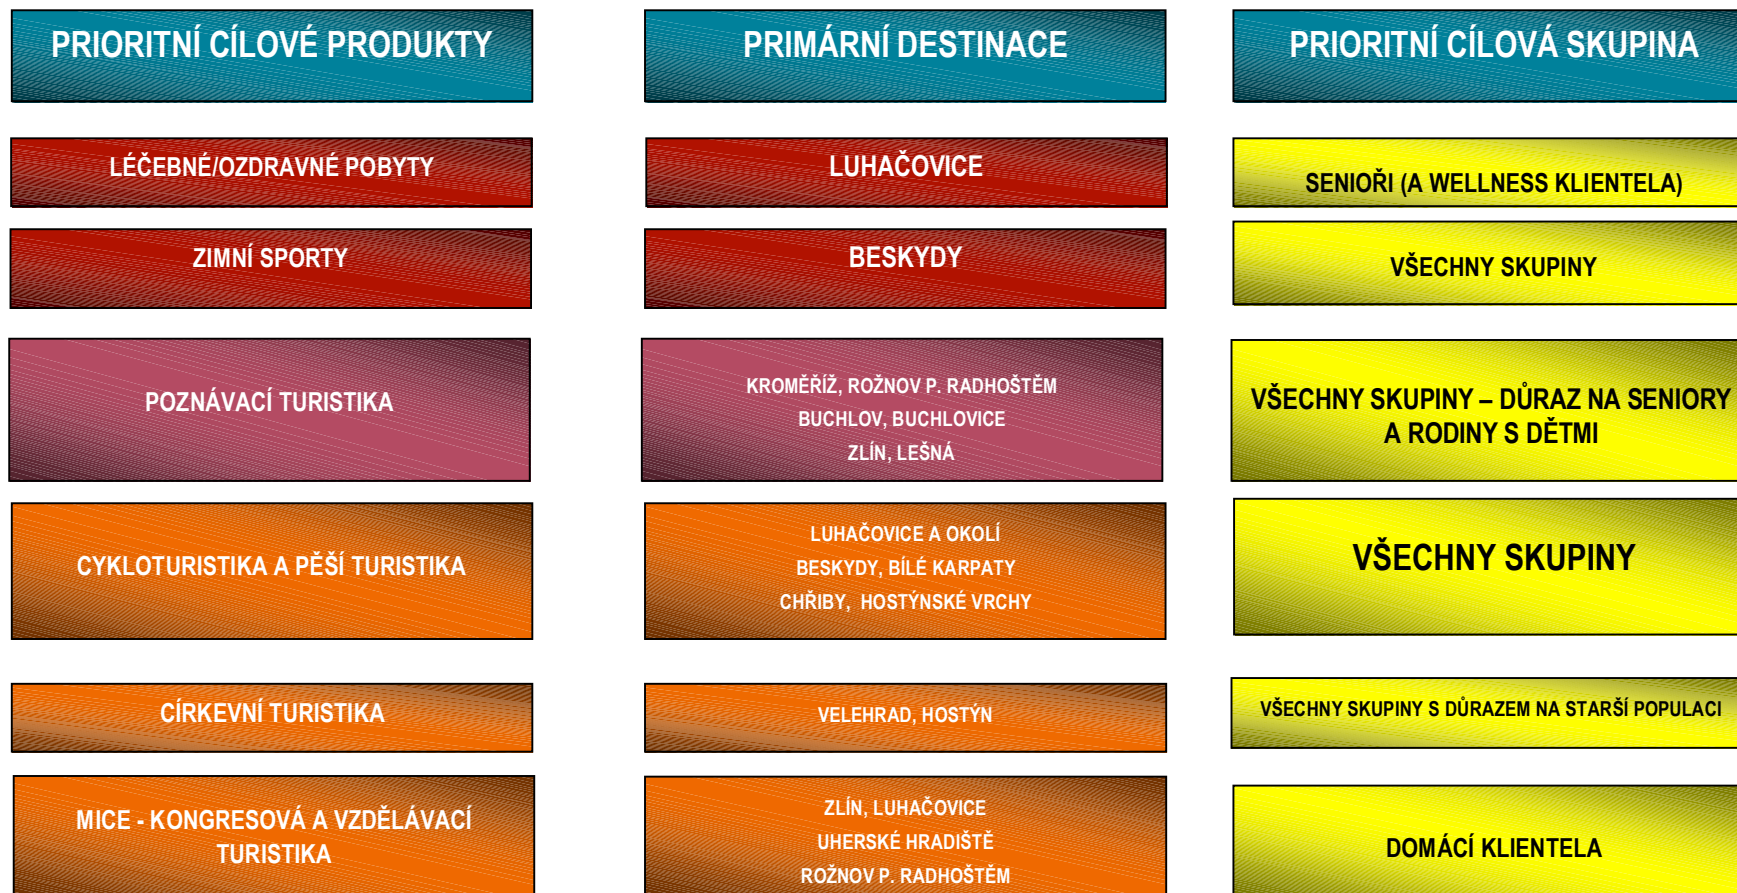 PRIORITNÍ CÍLOVÉ PRODUKTY
PRIMÁRNÍ DESTINACE
PRIORITNÍ CÍLOVÁ SKUPINA
LÉČEBNÉ/OZDRAVNÉ POBYTY
LUHAČOVICE
SENIOŘI (A WELLNESS KLIENTELA)
ZIMNÍ SPORTY
BESKYDY
VŠECHNY SKUPINY
POZNÁVACÍ TURISTIKA
KROMĚŘÍŽ, ROŽNOV P. RADHOŠTĚM
BUCHLOV, BUCHLOVICE
ZLÍN, LEŠNÁ
VŠECHNY SKUPINY – DŮRAZ NA SENIORY
A RODINY S DĚTMI
CYKLOTURISTIKA A PĚŠÍ TURISTIKA
LUHAČOVICE A OKOLÍ
BESKYDY, BÍLÉ KARPATY
CHŘIBY, HOSTÝNSKÉ VRCHY
VŠECHNY SKUPINY
CÍRKEVNÍ TURISTIKA
VELEHRAD, HOSTÝN
VŠECHNY SKUPINY S DŮRAZEM NA STARŠÍ POPULACI
MICE - KONGRESOVÁ A VZDĚLÁVACÍ
TURISTIKA
ZLÍN, LUHAČOVICE
UHERSKÉ HRADIŠTĚ
ROŽNOV P. RADHOŠTĚM
DOMÁCÍ KLIENTELA